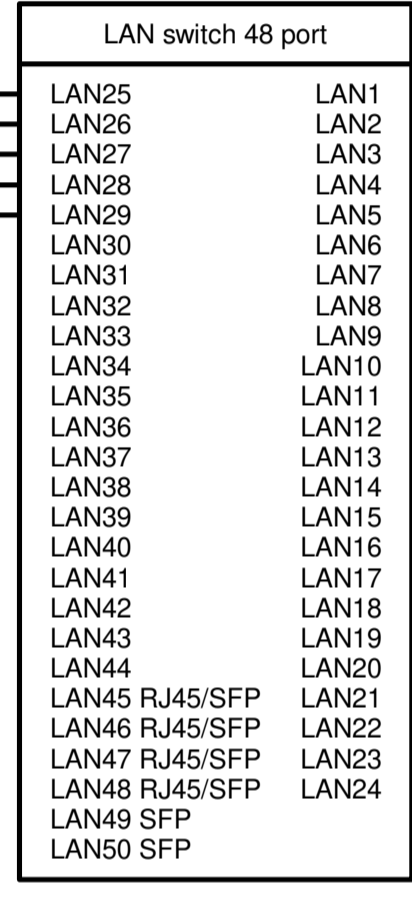 LAN switch 48 port
LAN25 LAN1
LAN26 LAN2
LAN27 LAN3
LAN28 LAN4
LAN29 LAN5
LAN30 LAN6
LAN31 LAN7
LAN32 LAN8
LAN33 LAN9
LAN34 LAN10
LAN35 LAN11
LAN36 LAN12
LAN37 LAN13
LAN38 LAN14
LAN39 LAN15
LAN40 LAN16
LAN41 LAN17
LAN42 LAN18
LAN43 LAN19
LAN44 LAN20
LAN45 RJ45/SFP LAN21
LAN46 RJ45/SFP LAN22
LAN47 RJ45/SFP LAN23
LAN48 RJ45/SFP LAN24
LAN49 SFP
LAN50 SFP